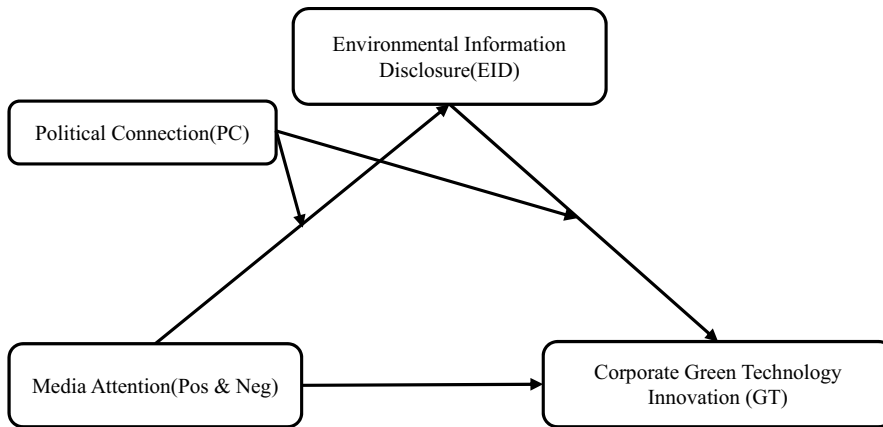 Environmental Information
Disclosure(EID)
Political Connection(PC)
Media Attention(Pos & Neg)
Corporate Green Technology
Innovation (GT)